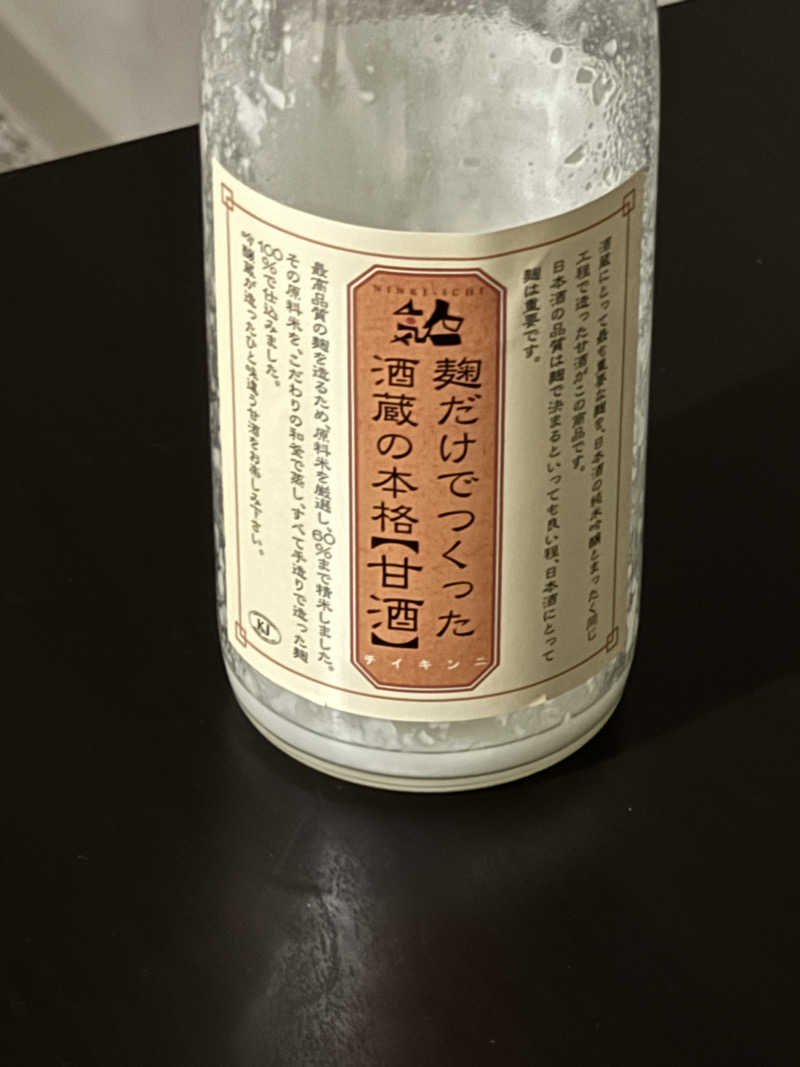 酒蔵にとって最も重要な麹を、日本酒の純米吟醸とまったく同じ
工程で造った甘酒がこの商品です。
日本酒の品質は麹で決まるといっても良い程、日本酒にとって
麹は重要です。
NINKI-ICHI
人気一
麹だけでつくった
酒蔵の本格【甘酒】
ニンキイチ
最高品質の麹を造るため、原料米を厳選し、60%まで精米しました。
その原料米を、こだわりの和釜で蒸し、すべて手造りで造った麹
100%で仕込みました。
吟醸蔵が造ったひと味違う甘酒をお楽しみ下さい。
KJ